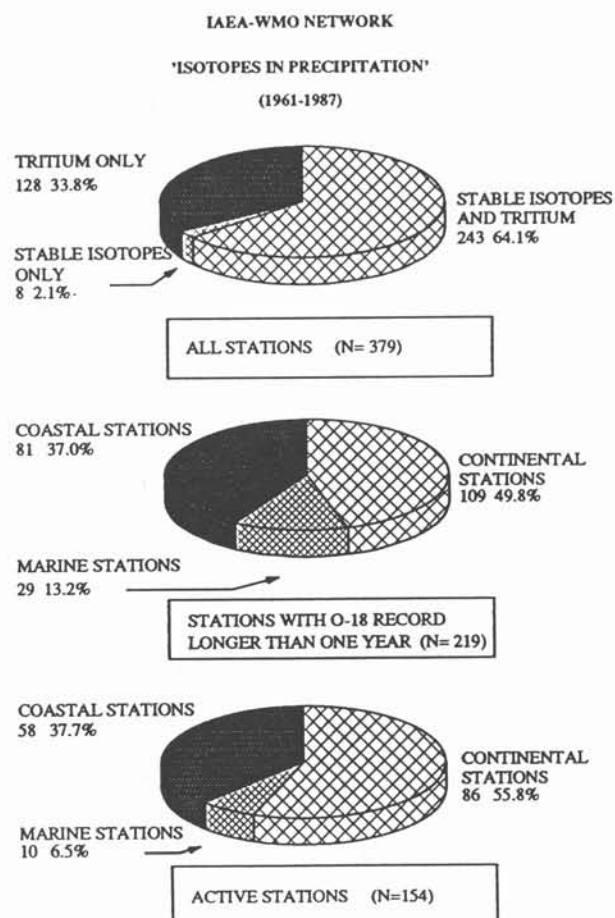 IAEA-WMO NETWORK
'ISOTOPES IN PRECIPITATION'
(1961-1987)
TRITIUM ONLY
128 33.8%
STABLE ISOTOPES
AND TRITIUM
243 64.1%
STABLE ISOTOPES
ONLY
8 2.1%
ALL STATIONS (N= 379)
COASTAL STATIONS
81 37.0%
CONTINENTAL
STATIONS
109 49.8%
MARINE STATIONS
29 13.2%
STATIONS WITH O-18 RECORD
LONGER THAN ONE YEAR (N= 219)
COASTAL STATIONS
58 37.7%
CONTINENTAL
STATIONS
86 55.8%
MARINE STATIONS
10 6.5%
ACTIVE STATIONS (N=154)